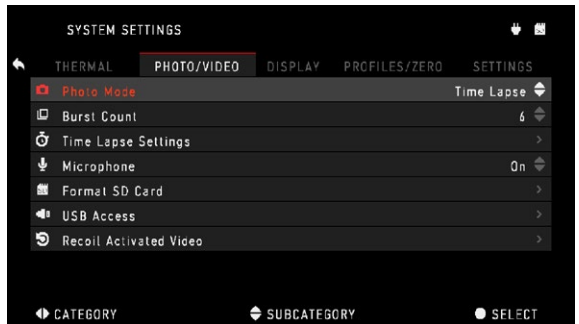 SYSTEM SETTINGS
THERMAL PHOTO/VIDEO DISPLAY PROFILES/ZERO SETTINGS
Photo Mode Time Lapse
Burst Count 6
Time Lapse Settings
Microphone On
Format SD Card
USB Access
Recoil Activated Video
CATEGORY SUBCATEGORY SELECT